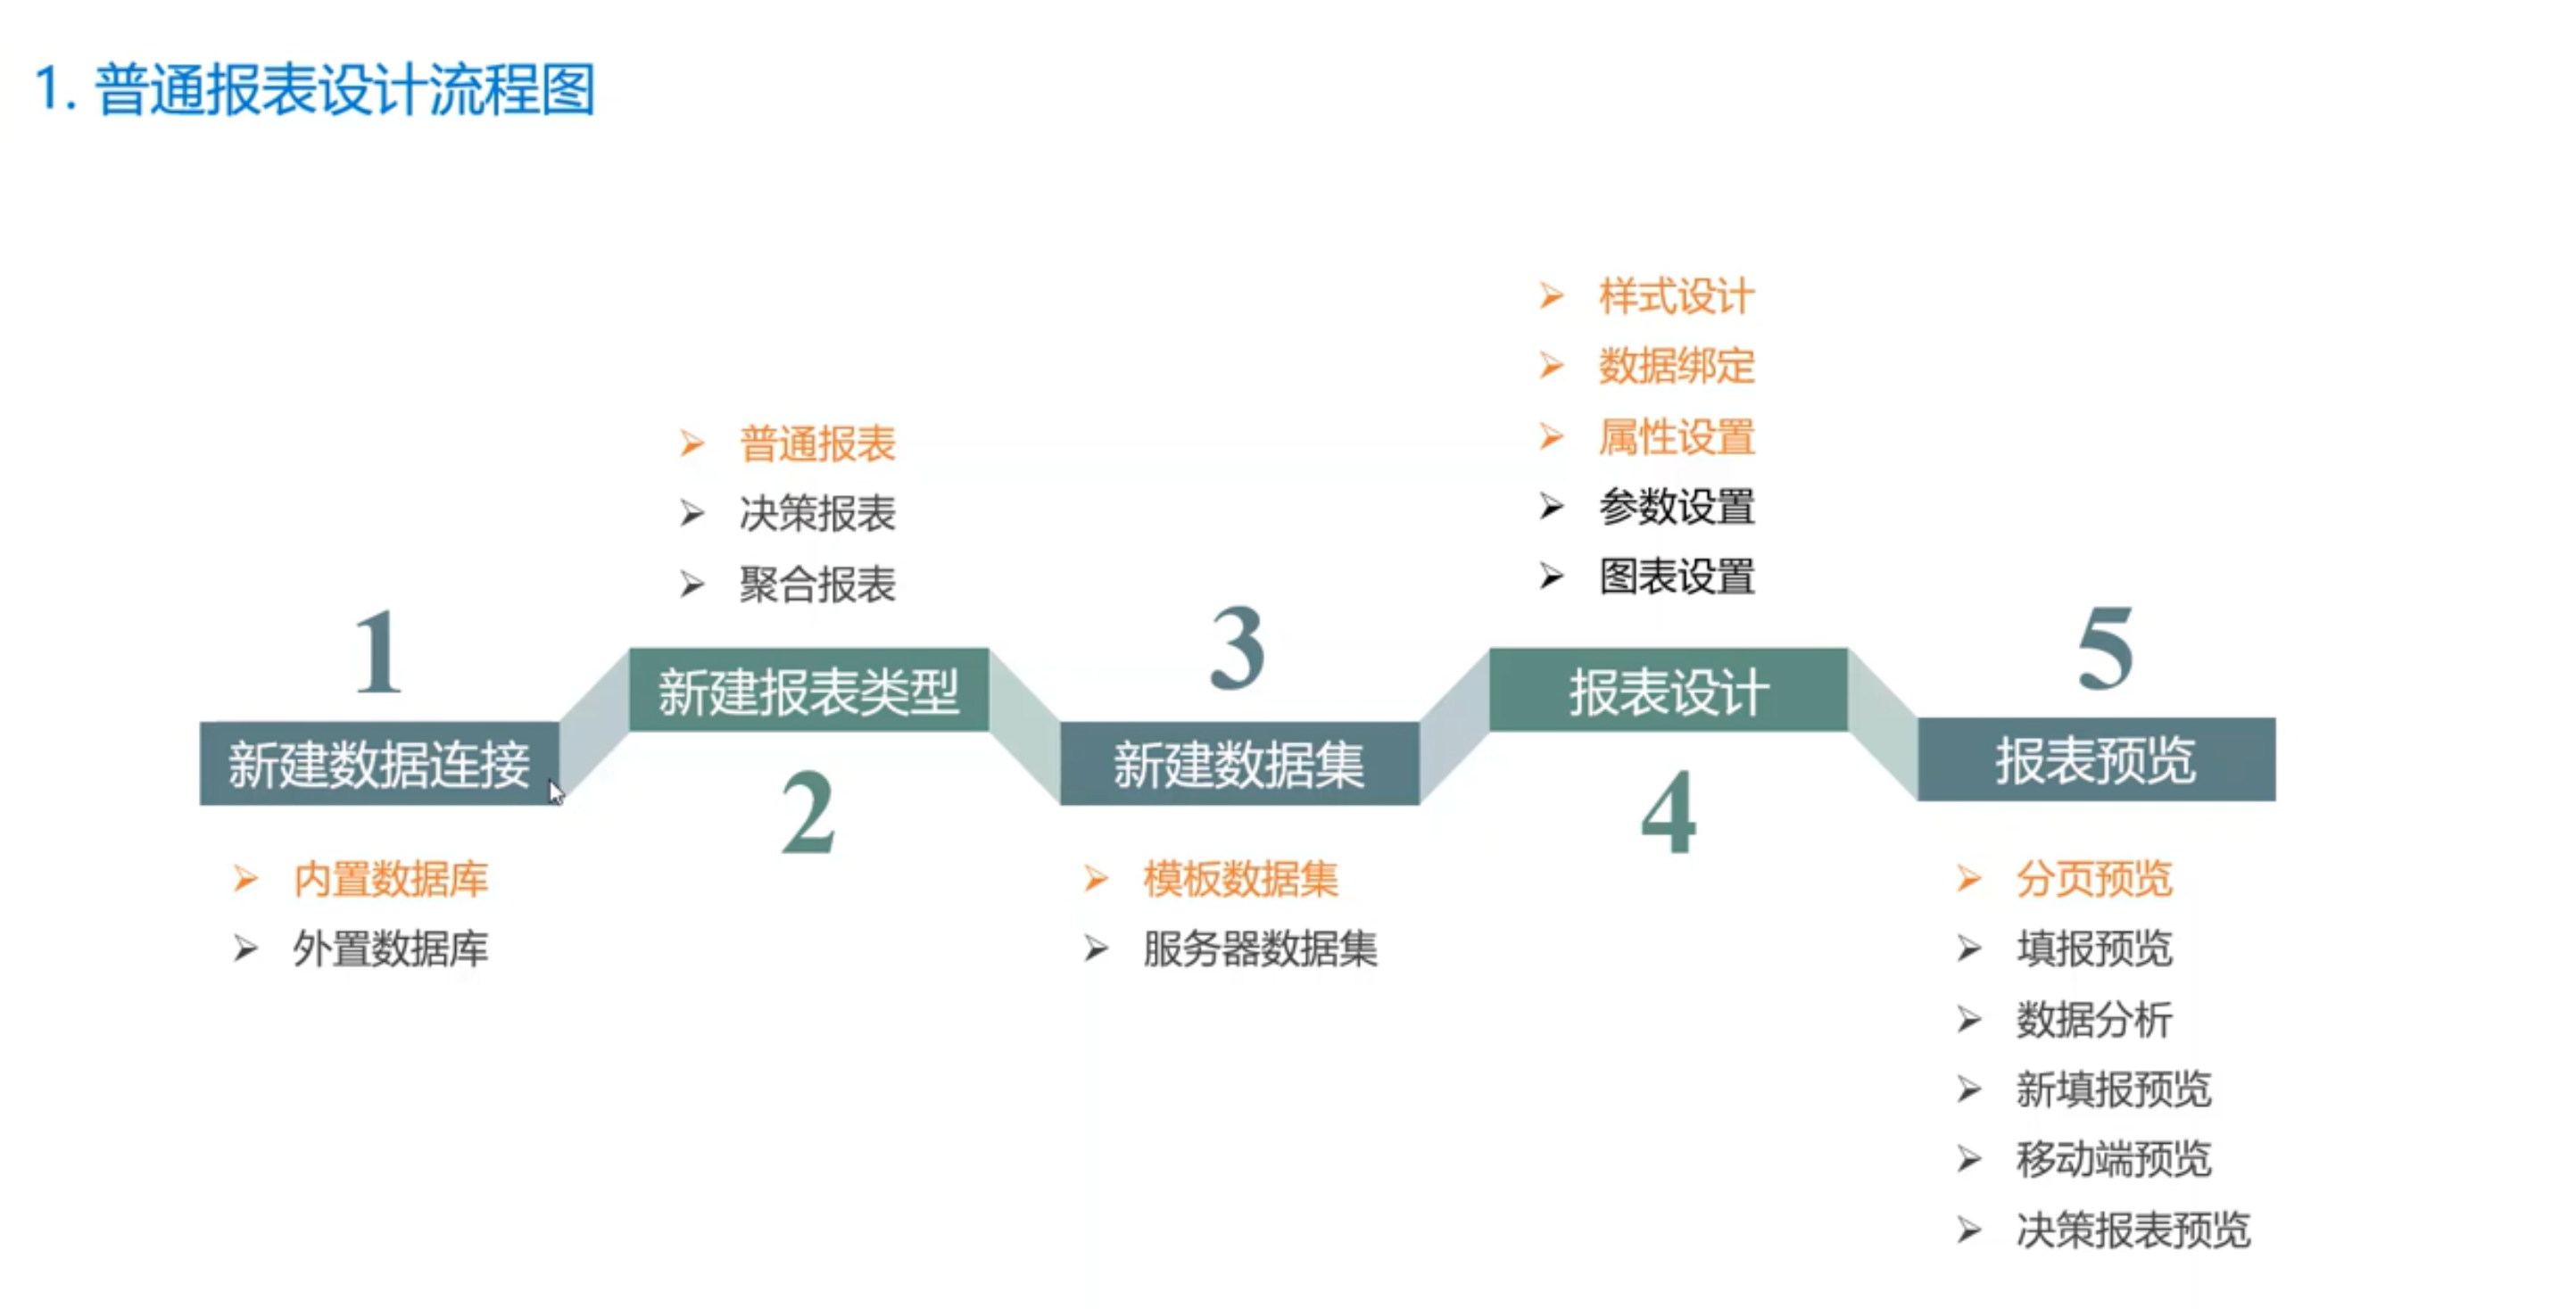 1. 普通报表设计流程图
1
新建数据连接
内置数据库
外置数据库
普通报表
决策报表
聚合报表
新建报表类型
2
3
新建数据集
模板数据集
服务器数据集
样式设计
数据绑定
属性设置
参数设置
图表设置
报表设计
4
5
报表预览
分页预览
填报预览
数据分析
新填报预览
移动端预览
决策报表预览